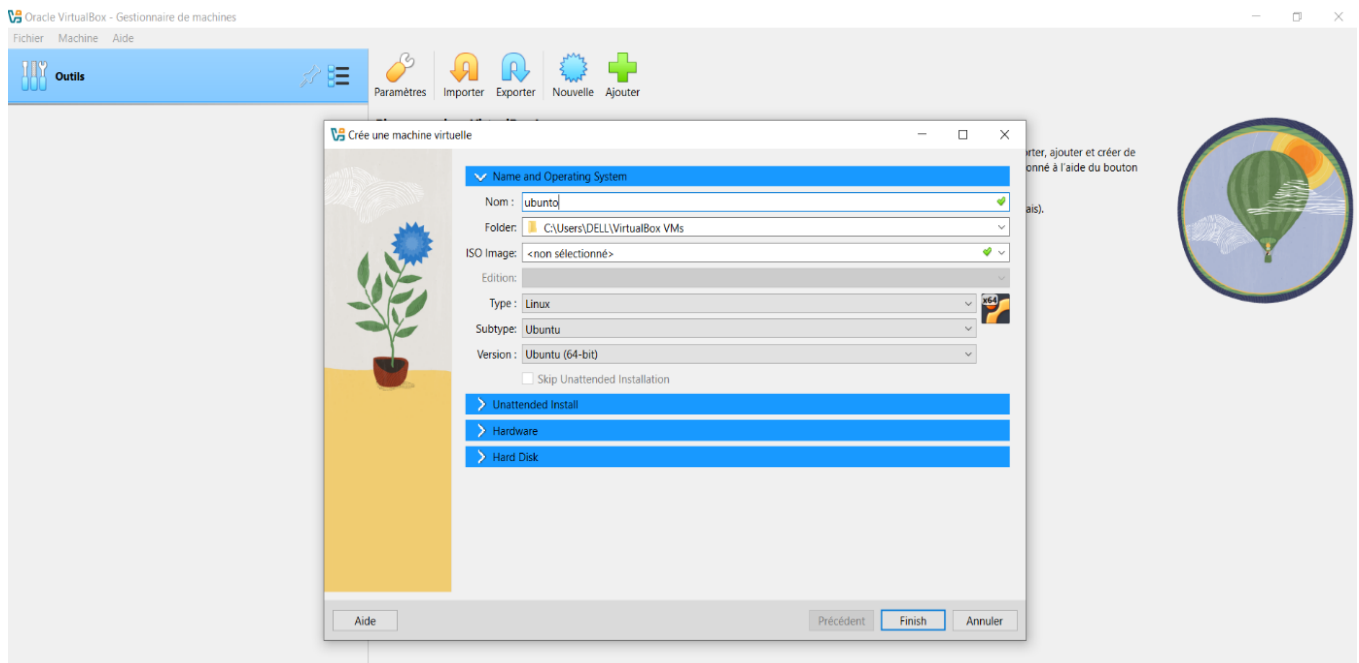 Oracle VirtualBox - Gestionnaire de machines
Fichier Machine Aide
Outils
Paramètres Importer Exporter Nouvelle Ajouter
Crée une machine virtuelle
rter, ajouter et créer de
onné à l'aide du bouton
ais).
Name and Operating System
Nom : ubunto
Folder: C:\Users\DELL\VirtualBox VMs
ISO Image: <non sélectionné>
Edition:
Type : Linux
x64
Subtype: Ubuntu
Version : Ubuntu (64-bit)
Skip Unattended Installation
Unattended Install
Hardware
Hard Disk
Aide Précédent Finish Annuler